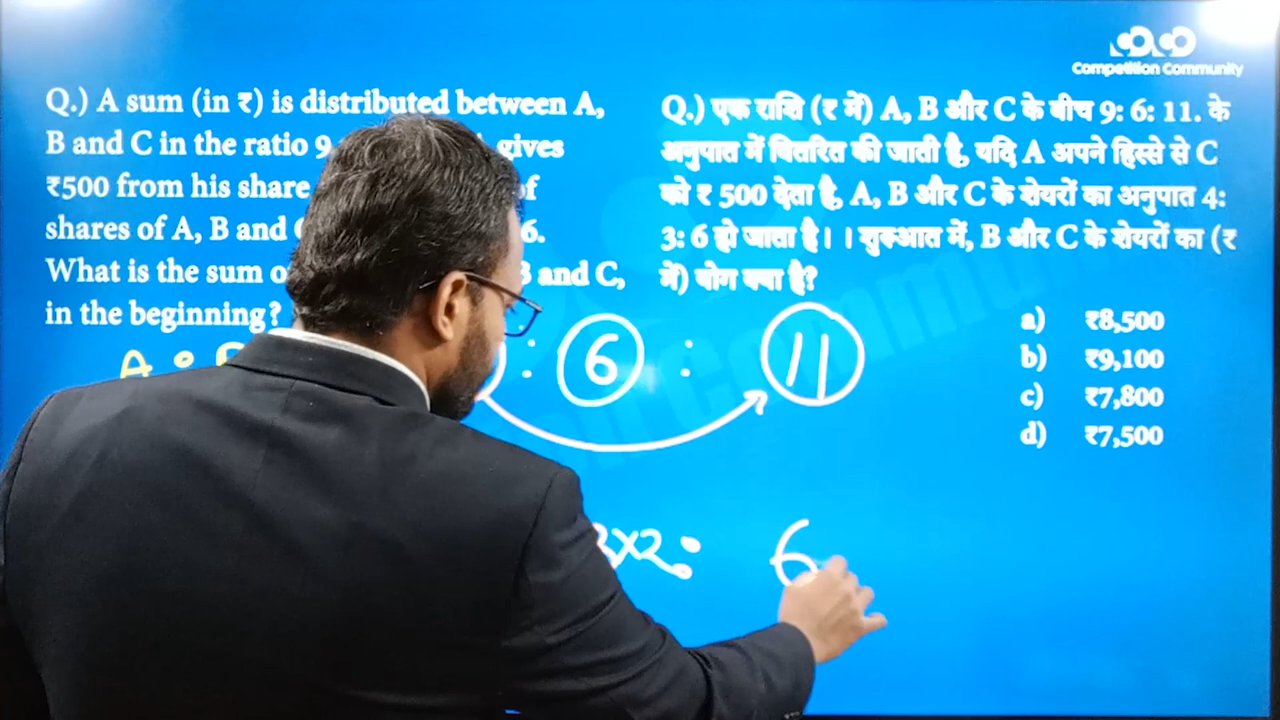 Competition Community
Q.) A sum (in ₹) is distributed between A,
B and C in the ratio 9 gives
₹500 from his share of
shares of A, B and 6.
What is the sum B and C,
in the beginning?
Q.) एक राशि (₹ में) A, B और C के बीच 9: 6: 11. के
अनुपात में वितरित की जाती है, यदि A अपने हिस्से से C
को ₹ 500 देता है, A, B और C के शेयरों का अनुपात 4:
3: 6 हो जाता है। । शुरूआत में, B और C के शेयरों का (₹
में) योग क्या है?
a) ₹8,500
b) ₹9,100
c) ₹7,800
d) ₹7,500
A :
: 6 : 11
3×2 : 6